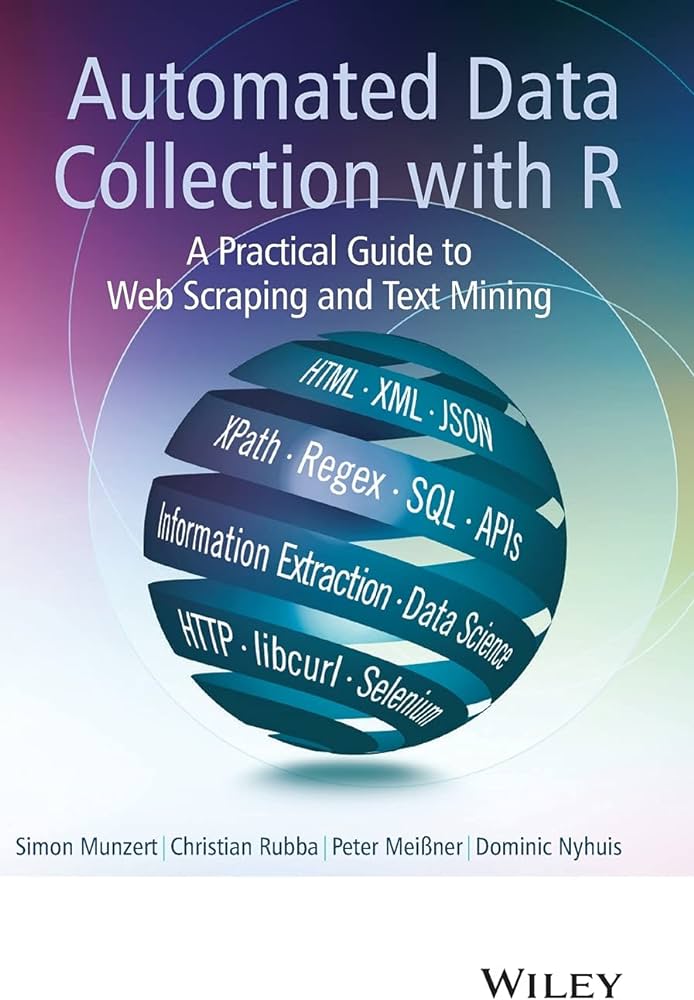 Automated Data
Collection with R
A Practical Guide to
Web Scraping and Text Mining
HTML · XML · JSON
XPath · Regex · SQL · APIs
Information Extraction · Data Science
HTTP · libcurl · Selenium
Simon Munzert | Christian Rubba | Peter Meißner | Dominic Nyhuis
WILEY